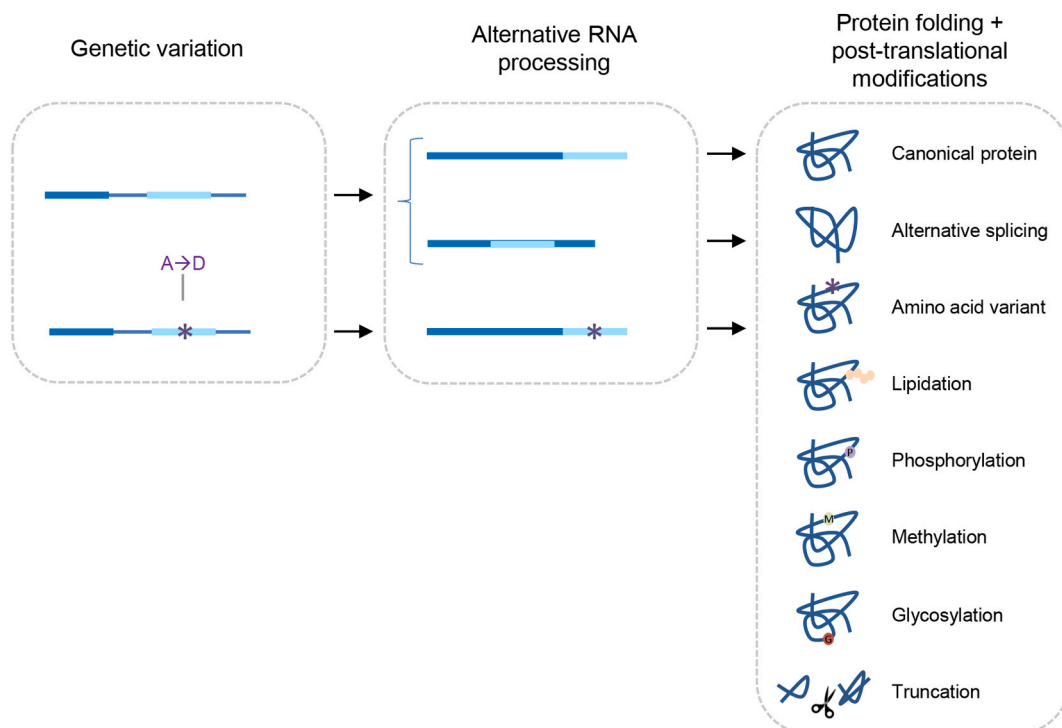 Genetic variation
Alternative RNA
processing
Protein folding +
post-translational
modifications
A→D
*
*
Canonical protein
Alternative splicing
*
Amino acid variant
Lipidation
P
Phosphorylation
M
Methylation
G
Glycosylation
Truncation